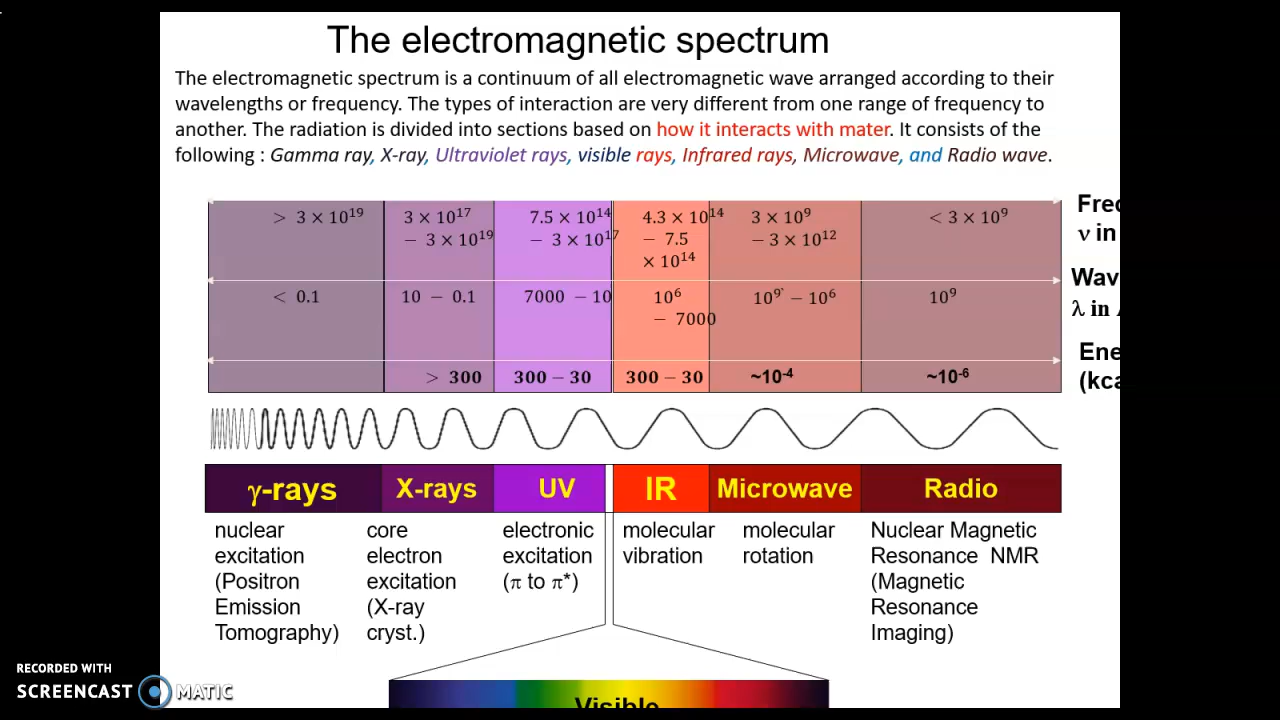 The electromagnetic spectrum
The electromagnetic spectrum is a continuum of all electromagnetic wave arranged according to their
wavelengths or frequency. The types of interaction are very different from one range of frequency to
another. The radiation is divided into sections based on how it interacts with mater. It consists of the
following : Gamma ray, X-ray, Ultraviolet rays, visible rays, Infrared rays, Microwave, and Radio wave.
> 3 × 10¹⁹
3 × 10¹⁷
− 3 × 10¹⁹
7.5 × 10¹⁴
− 3 × 10¹⁷
4.3 × 10¹⁴
− 7.5
× 10¹⁴
3 × 10⁹
− 3 × 10¹²
< 3 × 10⁹
Frec
ν in
< 0.1
10 − 0.1
7000 − 10
10⁶
− 7000
10⁹` − 10⁶
10⁹
Wav
λ in
> 300
300 − 30
300 − 30
~10⁻⁴
~10⁻⁶
Ene
(kca
γ-rays
X-rays
UV
IR
Microwave
Radio
nuclear
excitation
(Positron
Emission
Tomography)
core
electron
excitation
(X-ray
cryst.)
electronic
excitation
(π to π*)
molecular
vibration
molecular
rotation
Nuclear Magnetic
Resonance NMR
(Magnetic
Resonance
Imaging)
Visible
RECORDED WITH
SCREENCAST MATIC